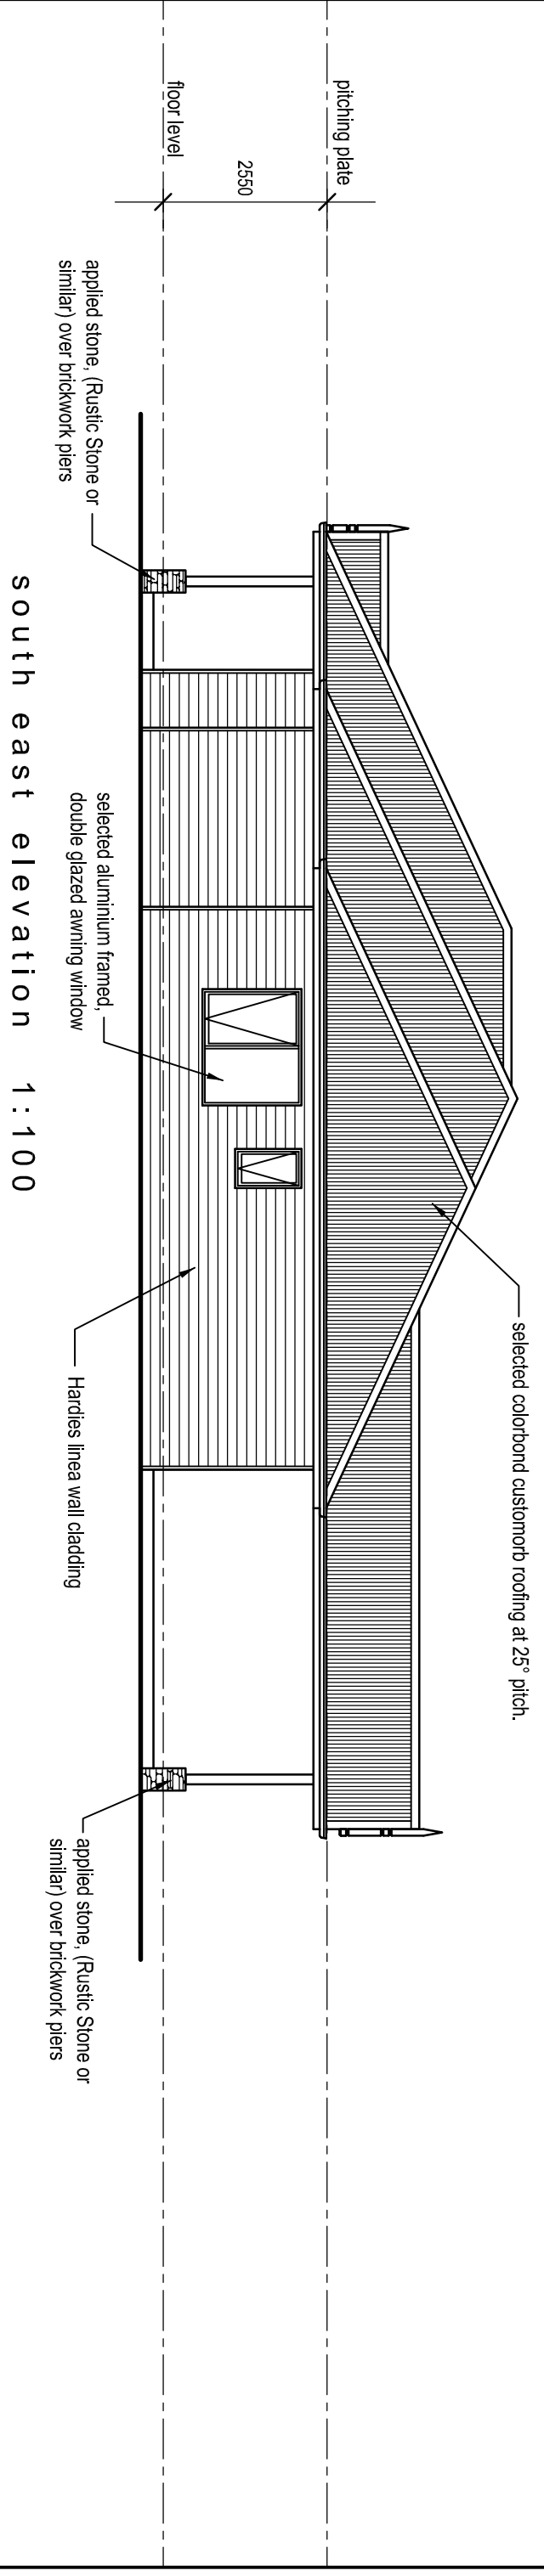 selected colorbond customorb roofing at 25° pitch.
pitching plate
2550
floor level
applied stone, (Rustic Stone or
similar) over brickwork piers
selected aluminium framed,
double glazed awning window
Hardies linea wall cladding
applied stone, (Rustic Stone or
similar) over brickwork piers
south east elevation 1:100